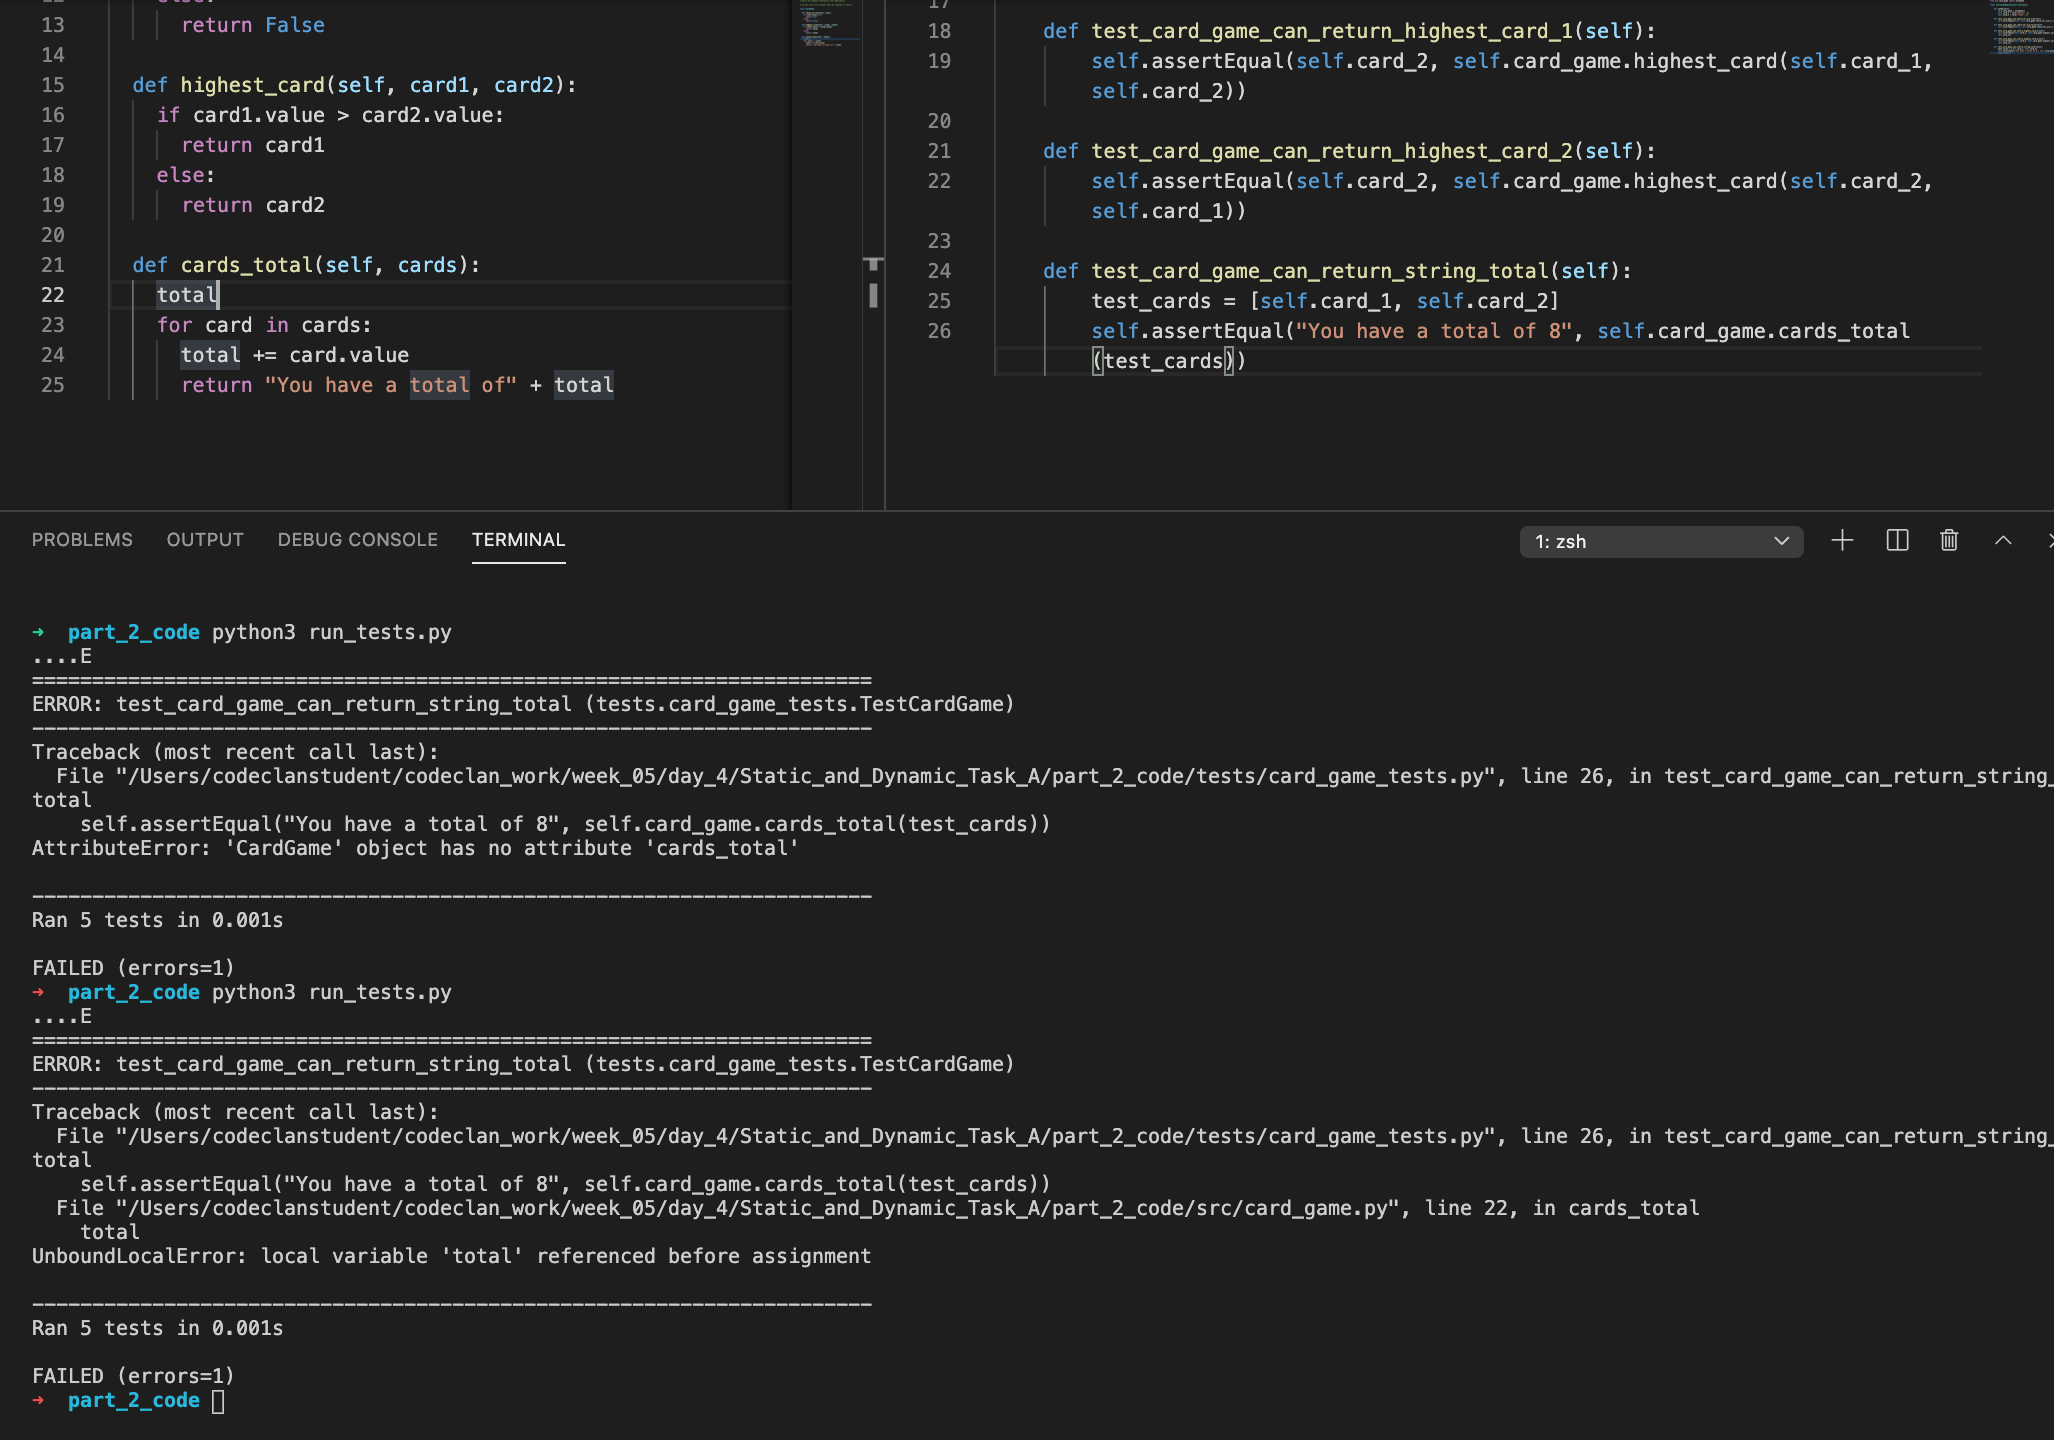 12 else:
13 return False
14
15 def highest_card(self, card1, card2):
16 if card1.value > card2.value:
17 return card1
18 else:
19 return card2
20
21 def cards_total(self, cards):
22 total
23 for card in cards:
24 total += card.value
25 return "You have a total of" + total
17
18 def test_card_game_can_return_highest_card_1(self):
19 self.assertEqual(self.card_2, self.card_game.highest_card(self.card_1,
self.card_2))
20
21 def test_card_game_can_return_highest_card_2(self):
22 self.assertEqual(self.card_2, self.card_game.highest_card(self.card_2,
self.card_1))
23
24 def test_card_game_can_return_string_total(self):
25 test_cards = [self.card_1, self.card_2]
26 self.assertEqual("You have a total of 8", self.card_game.cards_total
(test_cards))
PROBLEMS OUTPUT DEBUG CONSOLE TERMINAL 1: zsh
➜ part_2_code python3 run_tests.py
....E
======================================================================
ERROR: test_card_game_can_return_string_total (tests.card_game_tests.TestCardGame)
----------------------------------------------------------------------
Traceback (most recent call last):
File "/Users/codeclanstudent/codeclan_work/week_05/day_4/Static_and_Dynamic_Task_A/part_2_code/tests/card_game_tests.py", line 26, in test_card_game_can_return_string_
total
self.assertEqual("You have a total of 8", self.card_game.cards_total(test_cards))
AttributeError: 'CardGame' object has no attribute 'cards_total'
----------------------------------------------------------------------
Ran 5 tests in 0.001s
FAILED (errors=1)
➜ part_2_code python3 run_tests.py
....E
======================================================================
ERROR: test_card_game_can_return_string_total (tests.card_game_tests.TestCardGame)
----------------------------------------------------------------------
Traceback (most recent call last):
File "/Users/codeclanstudent/codeclan_work/week_05/day_4/Static_and_Dynamic_Task_A/part_2_code/tests/card_game_tests.py", line 26, in test_card_game_can_return_string_
total
self.assertEqual("You have a total of 8", self.card_game.cards_total(test_cards))
File "/Users/codeclanstudent/codeclan_work/week_05/day_4/Static_and_Dynamic_Task_A/part_2_code/src/card_game.py", line 22, in cards_total
total
UnboundLocalError: local variable 'total' referenced before assignment
----------------------------------------------------------------------
Ran 5 tests in 0.001s
FAILED (errors=1)
➜ part_2_code